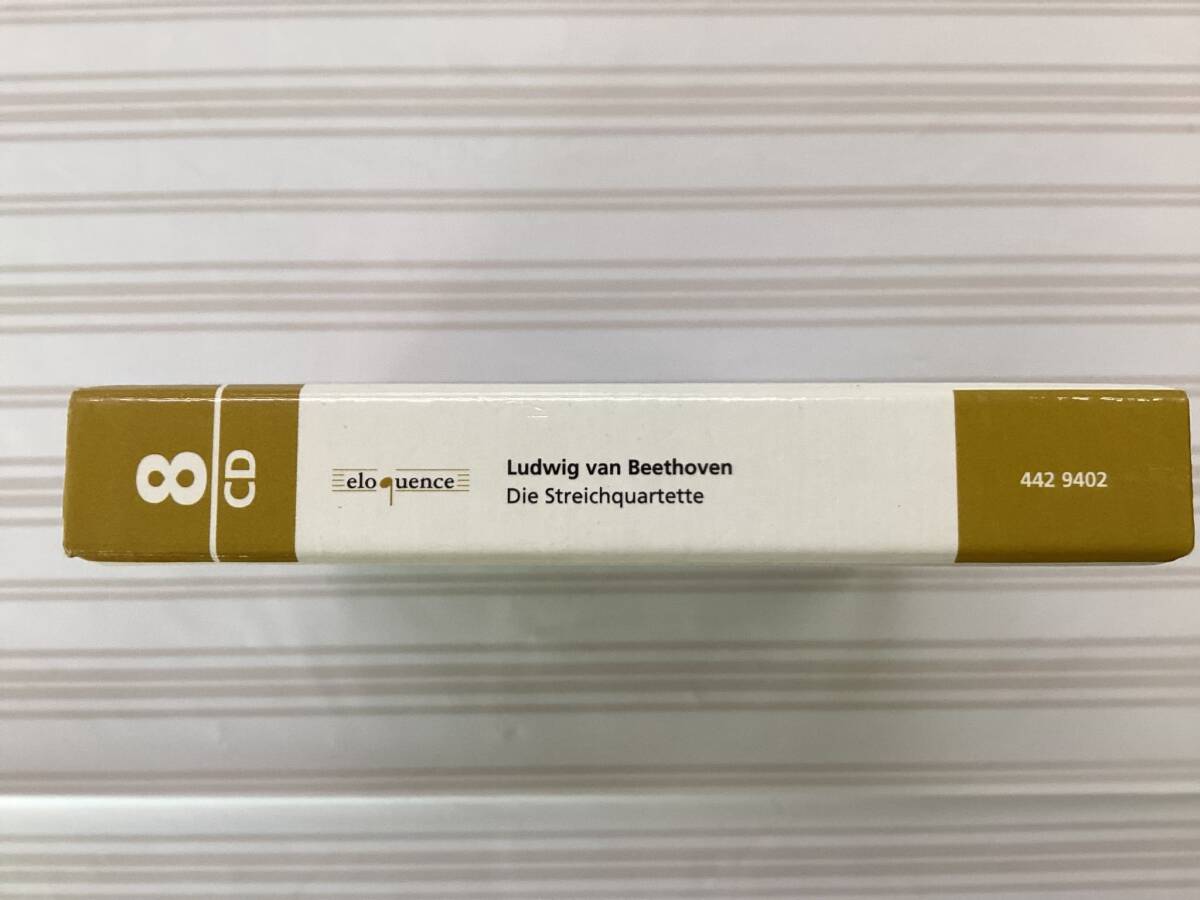 8
CD
eloquence
Ludwig van Beethoven
Die Streichquartette
442 9402